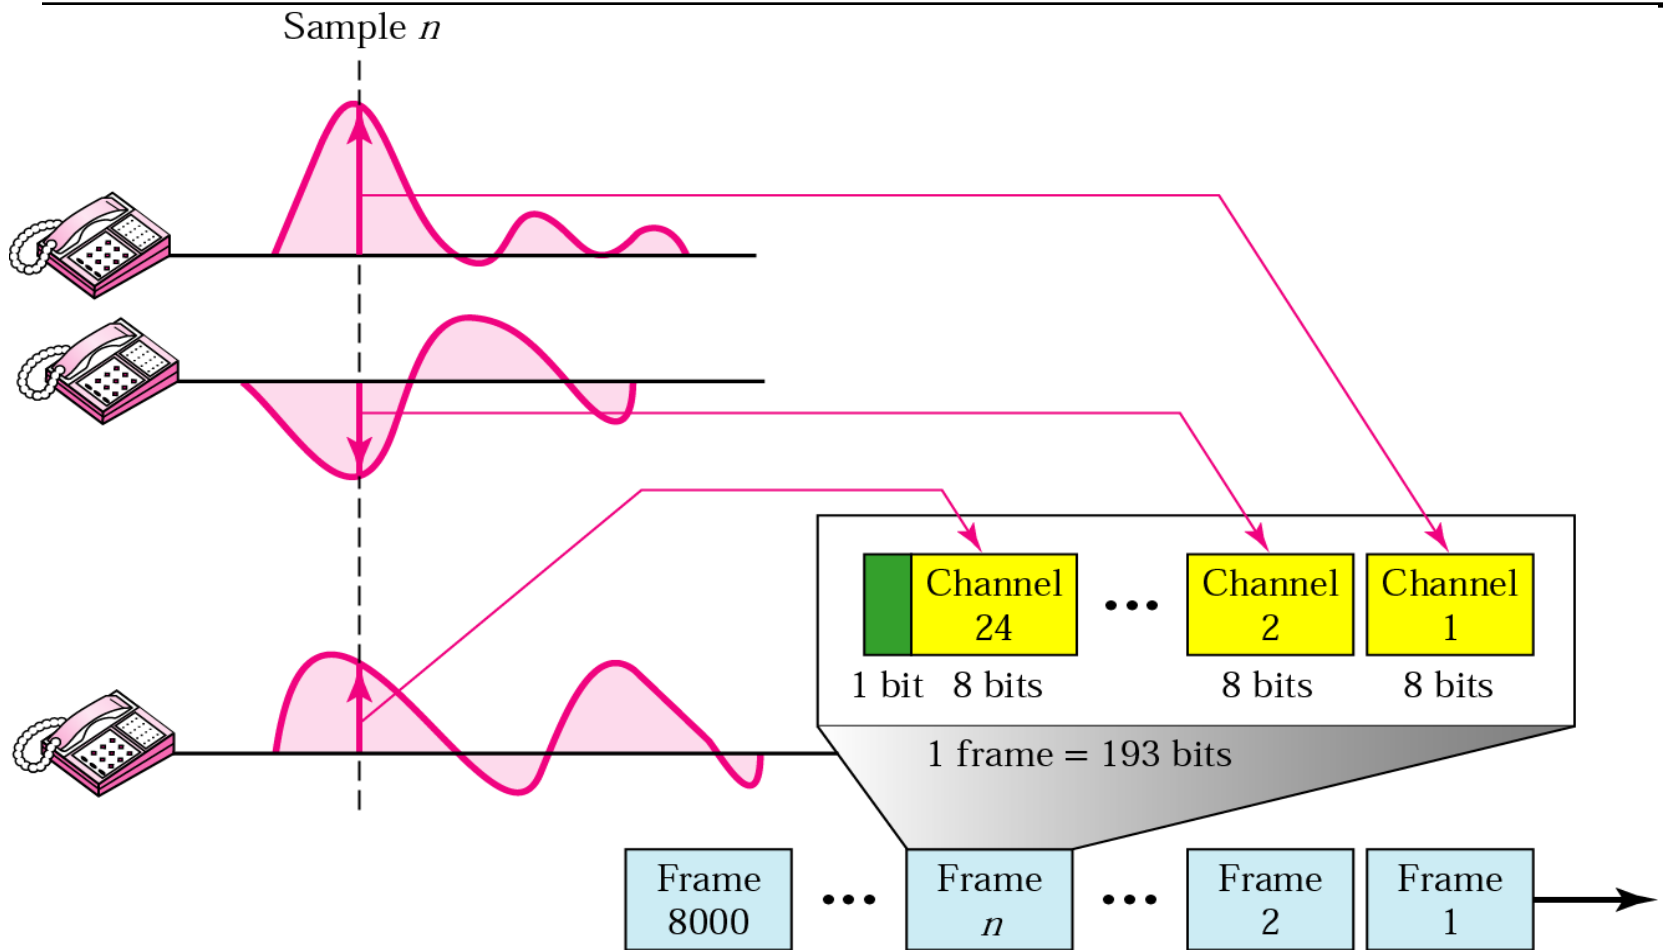 Sample n
Channel
24
•••
Channel
2
Channel
1
1 bit
8 bits
8 bits
8 bits
1 frame = 193 bits
Frame
8000
•••
Frame
n
•••
Frame
2
Frame
1